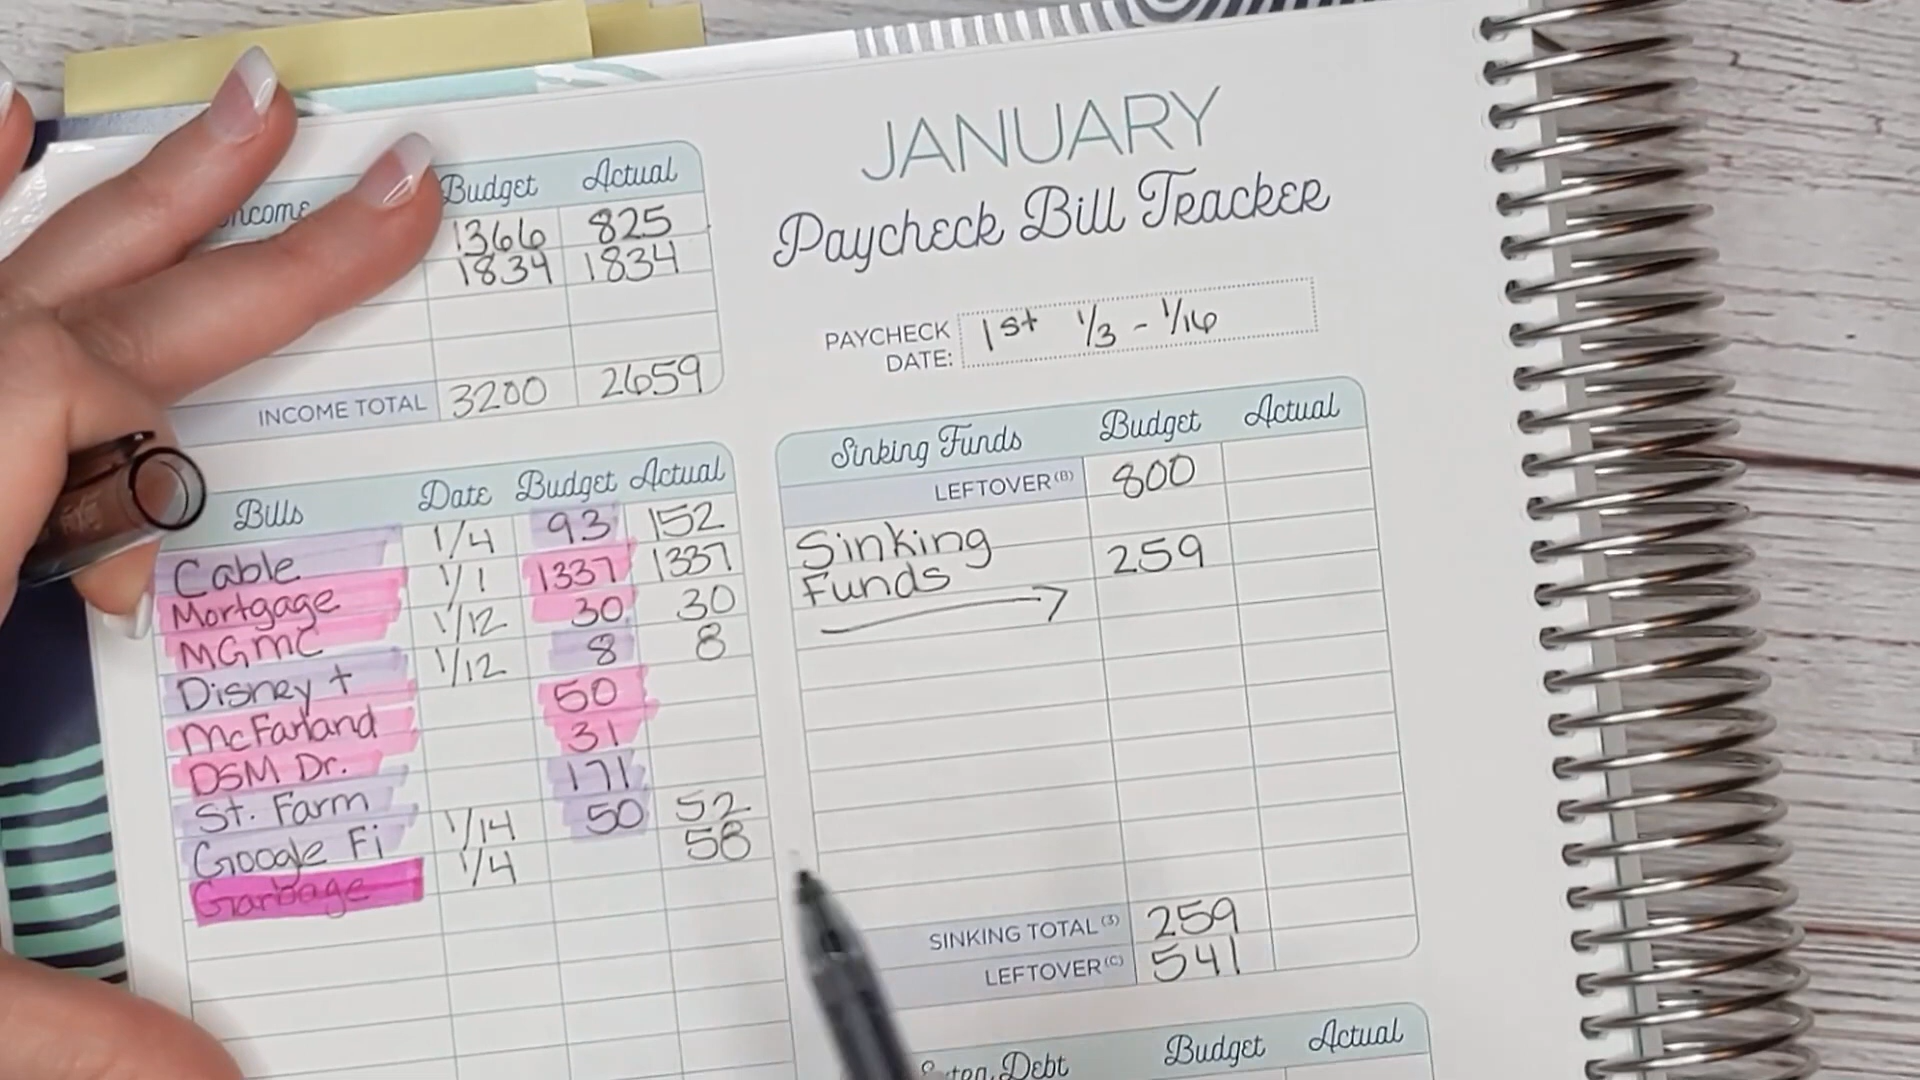 JANUARY
Paycheck Bill Tracker
PAYCHECK DATE: 1st 1/3 - 1/16
Income Budget Actual
1366 825
1834 1834
INCOME TOTAL 3200 2659
Bills Date Budget Actual
Cable 1/4 93 152
Mortgage 1/1 1337 1337
MGMC 1/12 30 30
Disney + 1/12 8 8
McFarland 50
DSM Dr. 31
St. Farm 171
Google Fi 1/14 50 52
Garbage 1/4 58
Sinking Funds Budget Actual
LEFTOVER (B) 800
Sinking
Funds 259
SINKING TOTAL (3) 259
LEFTOVER (C) 541
Debt Budget Actual